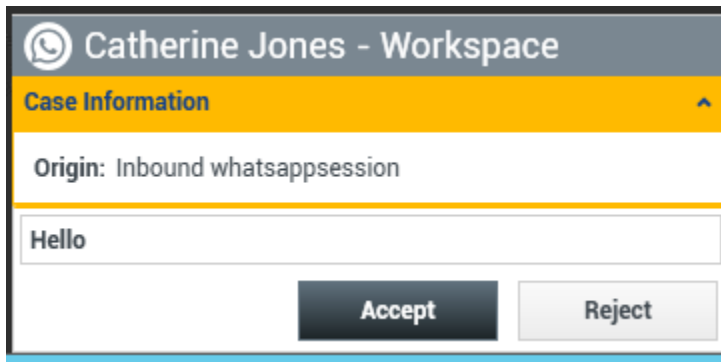 Catherine Jones - Workspace
Case Information
Origin: Inbound whatsappsession
Hello
Accept Reject